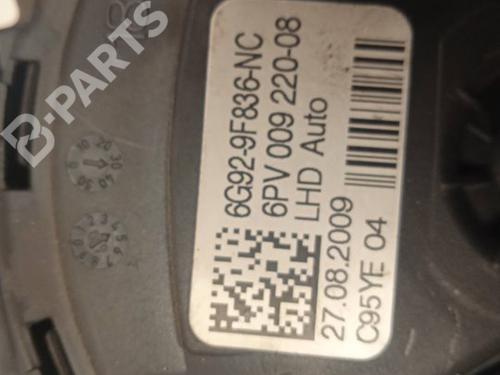 6G92-9F836-NC
6PV 009 220-08
LHD Auto
27.08.2009
C95YE 04
B-PARTS